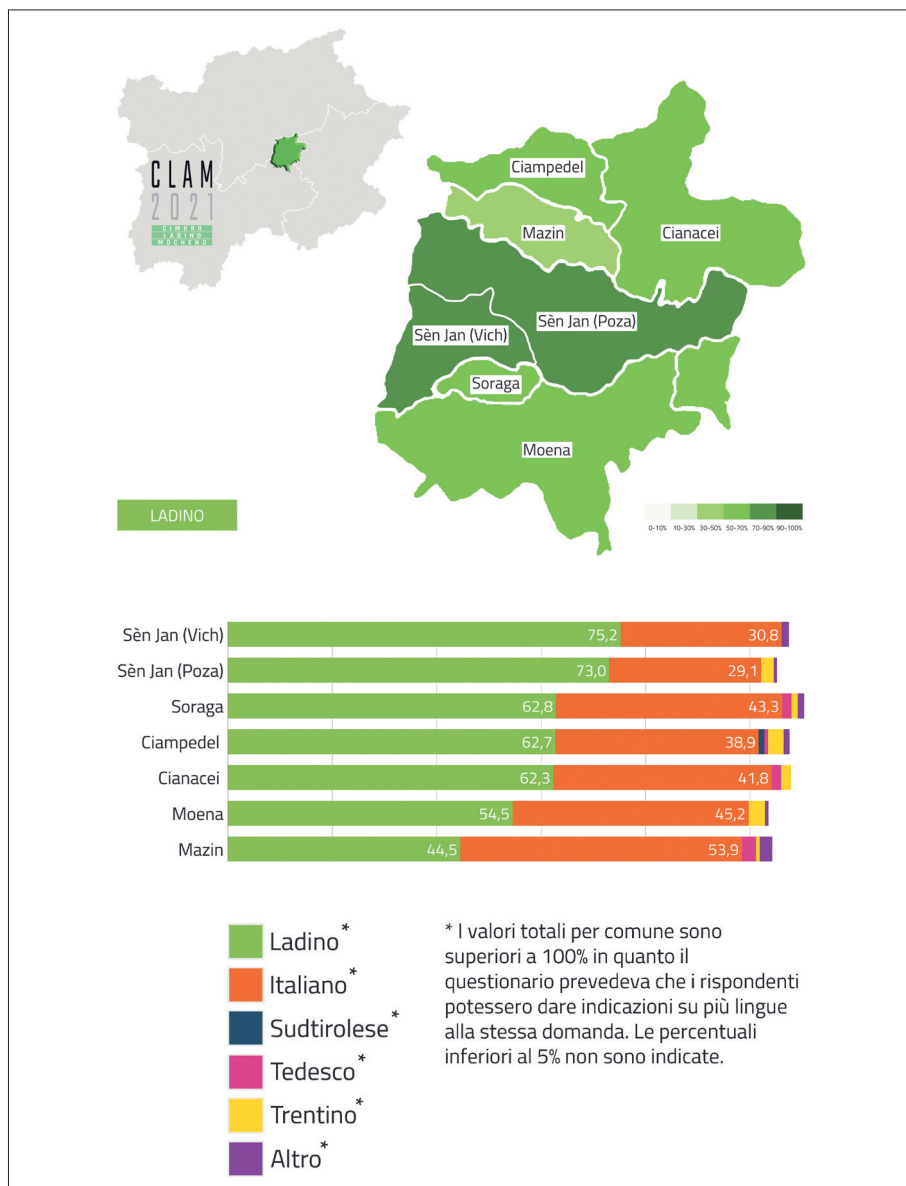 CLAM
2021
CIMBRO
LADINO
MÒCHENO
Ciampedel
Mazin
Cianacei
Sèn Jan (Poza)
Sèn Jan (Vich)
Soraga
Moena
LADINO
0-10% 10-30% 30-50% 50-70% 70-90% 90-100%
Sèn Jan (Vich) 75,2 30,8
Sèn Jan (Poza) 73,0 29,1
Soraga 62,8 43,3
Ciampedel 62,7 38,9
Cianacei 62,3 41,8
Moena 54,5 45,2
Mazin 44,5 53,9
Ladino*
Italiano*
Sudtirolese*
Tedesco*
Trentino*
Altro*
* I valori totali per comune sono
superiori a 100% in quanto il
questionario prevedeva che i rispondenti
potessero dare indicazioni su più lingue
alla stessa domanda. Le percentuali
inferiori al 5% non sono indicate.